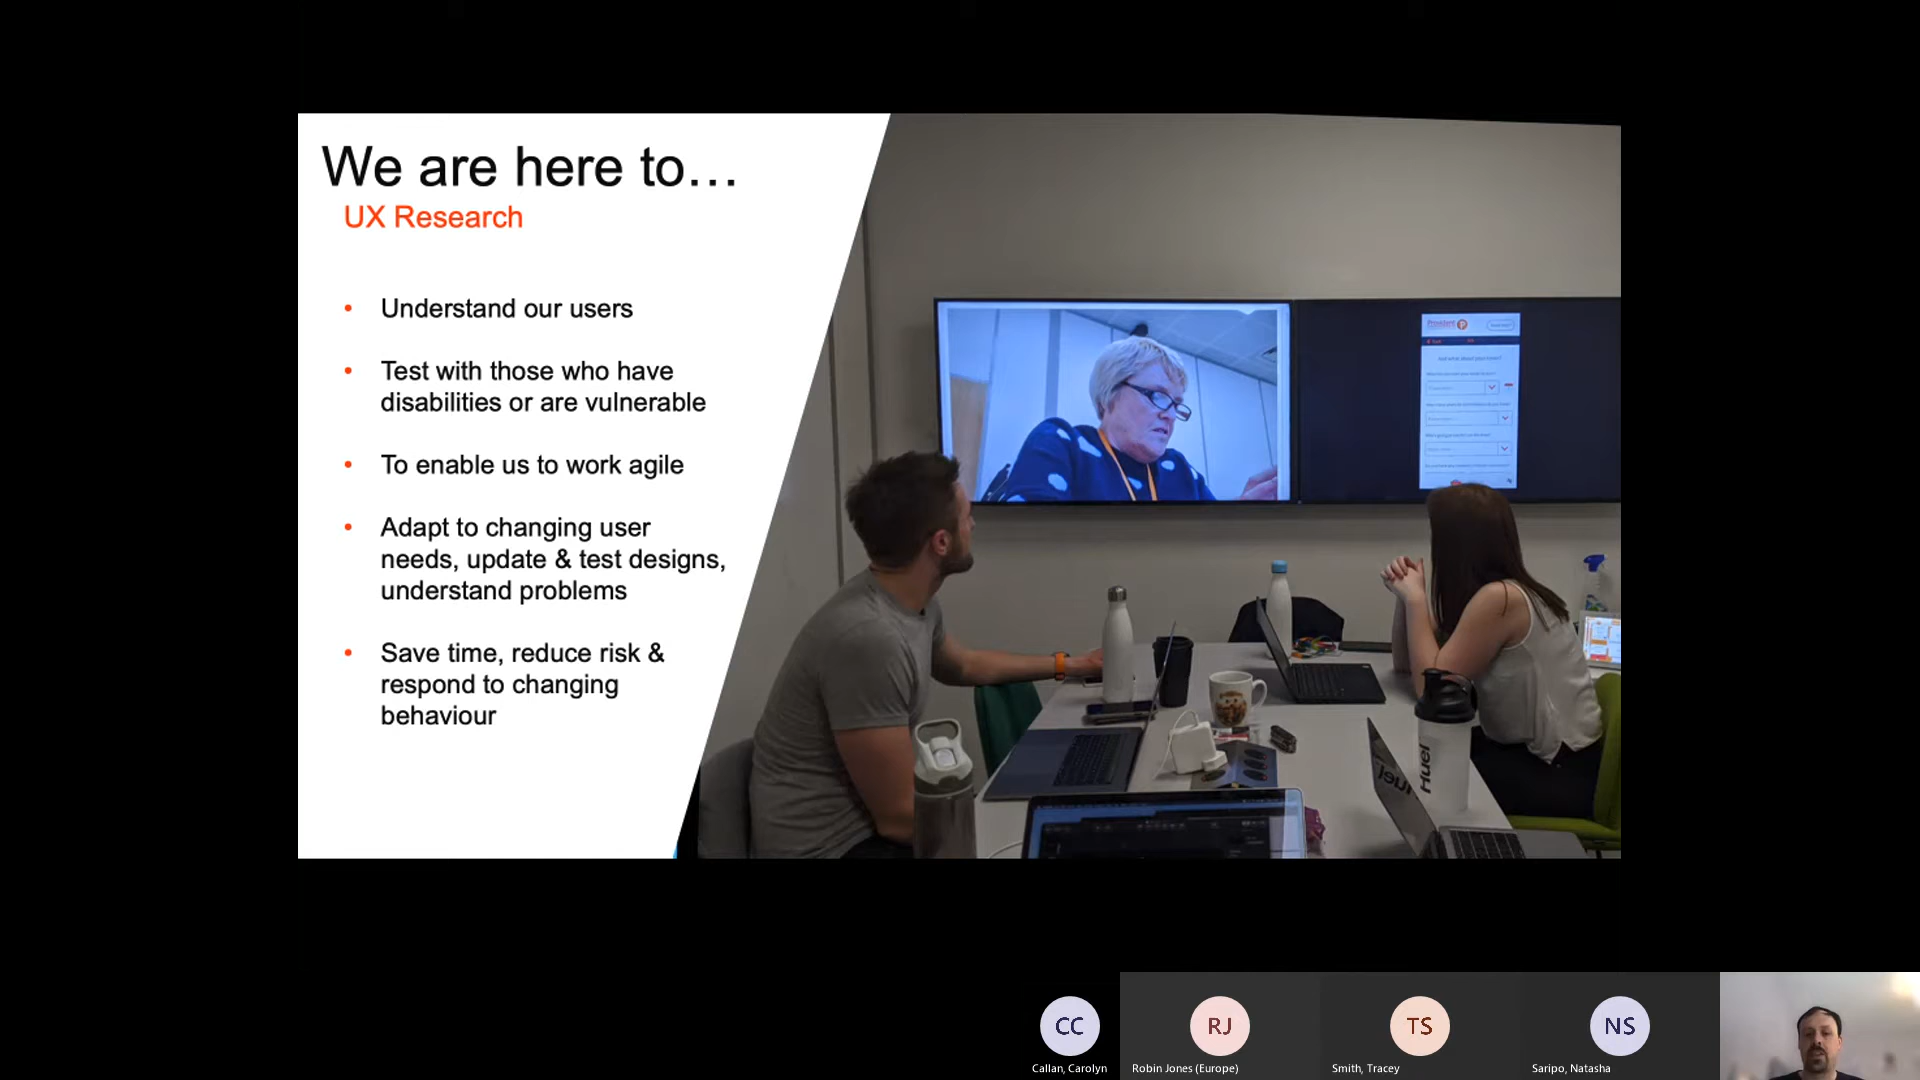 We are here to…
UX Research
• Understand our users
• Test with those who have
disabilities or are vulnerable
• To enable us to work agile
• Adapt to changing user
needs, update & test designs,
understand problems
• Save time, reduce risk &
respond to changing
behaviour
Provident
Huel
Huel
CC
RJ
TS
NS
Callan, Carolyn
Robin Jones (Europe)
Smith, Tracey
Saripo, Natasha